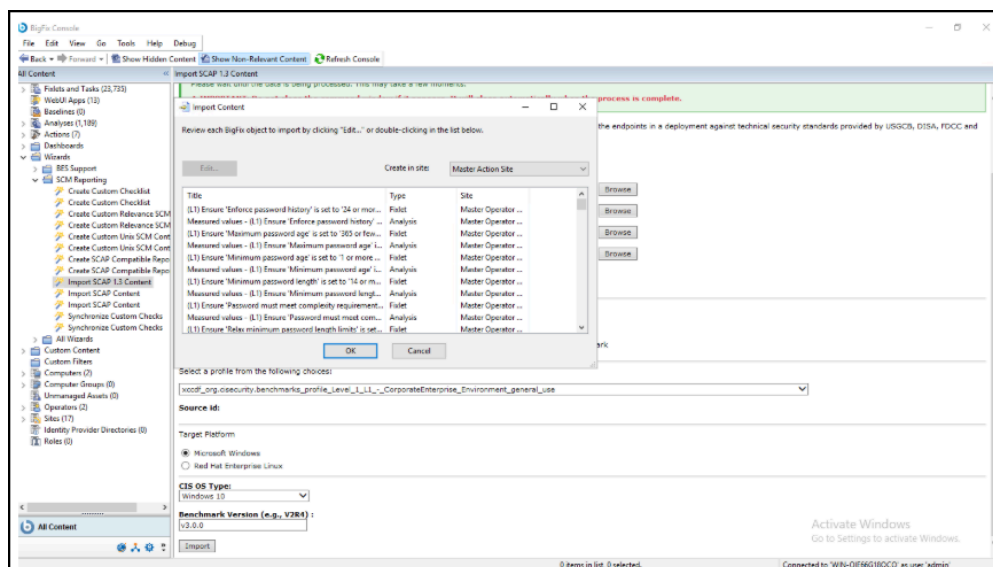 BigFix Console
File Edit View Go Tools Help Debug
Back Forward Show Hidden Content Show Non-Relevant Content Refresh Console
All Content
Fixlets and Tasks (23,735)
WebUI Apps (13)
Baselines (0)
Analyses (1,189)
Actions (7)
Dashboards
Wizards
BES Support
SCM Reporting
Create Custom Checklist
Create Custom Checklist
Create Custom Relevance SCM
Create Custom Relevance SCM
Create Custom Unix SCM Cont
Create Custom Unix SCM Cont
Create SCAP Compatible Repo
Create SCAP Compatible Repo
Import SCAP 1.3 Content
Import SCAP Content
Import SCAP Content
Synchronize Custom Checks
Synchronize Custom Checks
All Wizards
Custom Content
Custom Filters
Computers (2)
Computer Groups (0)
Unmanaged Assets (0)
Operators (2)
Sites (17)
Identity Provider Directories (0)
Roles (0)
All Content
Import SCAP 1.3 Content
Please wait until the data is being processed. This may take a few moments.
process is complete.
the endpoints in a deployment against technical security standards provided by USGCB, DISA, FDCC and
Browse
Browse
Browse
Browse
Import Content
Review each BigFix object to import by clicking "Edit..." or double-clicking in the list below.
Edit...
Create in site: Master Action Site
Title Type Site
(L1) Ensure 'Enforce password history' is set to '24 or mor... Fixlet Master Operator ...
Measured values - (L1) Ensure 'Enforce password history' ... Analysis Master Operator ...
(L1) Ensure 'Maximum password age' is set to '365 or few... Fixlet Master Operator ...
Measured values - (L1) Ensure 'Maximum password age' i... Analysis Master Operator ...
(L1) Ensure 'Minimum password age' is set to '1 or more ... Fixlet Master Operator ...
Measured values - (L1) Ensure 'Minimum password age' i... Analysis Master Operator ...
(L1) Ensure 'Minimum password length' is set to '14 or m... Fixlet Master Operator ...
Measured values - (L1) Ensure 'Minimum password lengt... Analysis Master Operator ...
(L1) Ensure 'Password must meet complexity requirement... Fixlet Master Operator ...
Measured values - (L1) Ensure 'Password must meet com... Analysis Master Operator ...
(L1) Ensure 'Relax minimum password length limits' is set... Fixlet Master Operator ...
OK Cancel
Select a profile from the following choices:
xccdf_org.cisecurity.benchmarks_profile_Level_1_L1_-_CorporateEnterprise_Environment_general_use
Source id:
Target Platform
Microsoft Windows
Red Hat Enterprise Linux
CIS OS Type:
Windows 10
Benchmark Version (e.g., V2R4) :
v3.0.0
Import
Activate Windows
Go to Settings to activate Windows.
0 items in list, 0 selected.